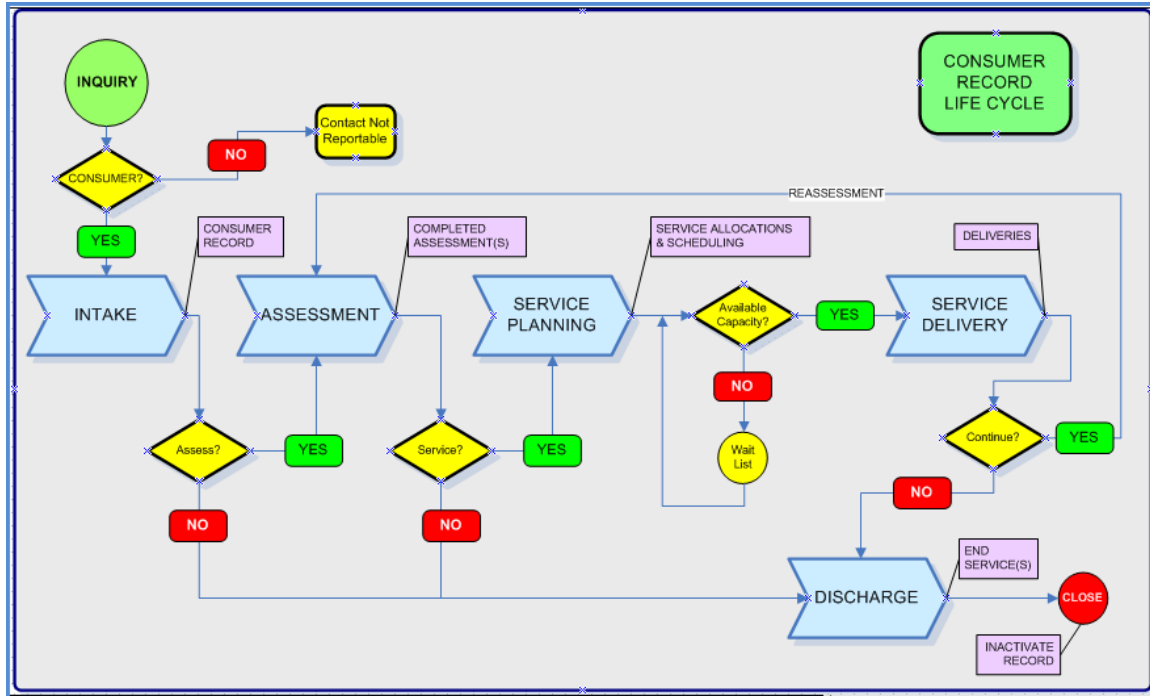 INQUIRY
CONSUMER
RECORD
LIFE CYCLE
Contact Not
Reportable
NO
CONSUMER?
YES
REASSESSMENT
CONSUMER
RECORD
COMPLETED
ASSESSMENT(S)
SERVICE ALLOCATIONS
& SCHEDULING
DELIVERIES
INTAKE
ASSESSMENT
SERVICE
PLANNING
Available
Capacity?
YES
SERVICE
DELIVERY
NO
Assess?
YES
Service?
YES
Wait
List
Continue?
YES
NO
NO
NO
END
SERVICE(S)
DISCHARGE
CLOSE
INACTIVATE
RECORD